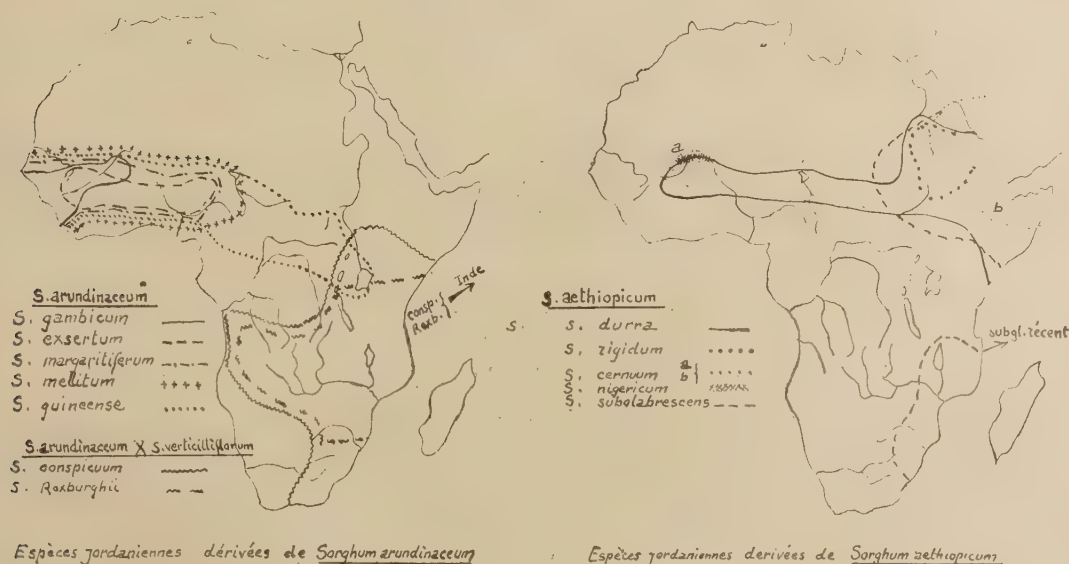 S. arundinaceum
S. gambicum
S. exsertum
S. margaritiferum
S. mellitum
S. guineense
S. arundinaceum X S. verticilliflorum
S. conspicuum
S. Roxburghii
consp.
Roxb. } Inde
Espèces jordaniennes dérivées de Sorghum arundinaceum
a
b
S.
S. aethiopicum
S. durra
S. rigidum
S. cernuum a
b }
S. nigericum
S. subglabrescens
subgl. récent
Espèces jordaniennes dérivées de Sorghum aethiopicum